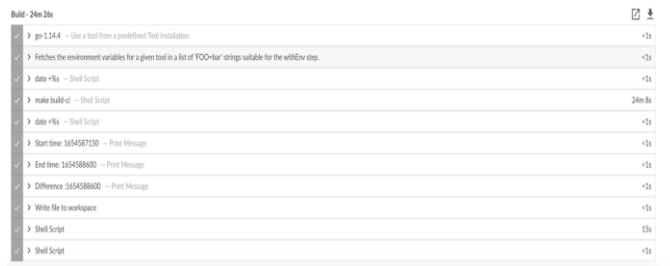 Build - 24m 26s
go-1.14.4 — Use a tool from a predefined Tool Installation <1s
Fetches the environment variables for a given tool in a list of 'FOO=bar' strings suitable for the withEnv step. <1s
date +%s — Shell Script <1s
make build-ci — Shell Script 24m 8s
date +%s — Shell Script <1s
Start time: 1654587150 — Print Message <1s
End time: 1654588600 — Print Message <1s
Difference :1654588600 — Print Message <1s
Write file to workspace <1s
Shell Script 15s
Shell Script <1s